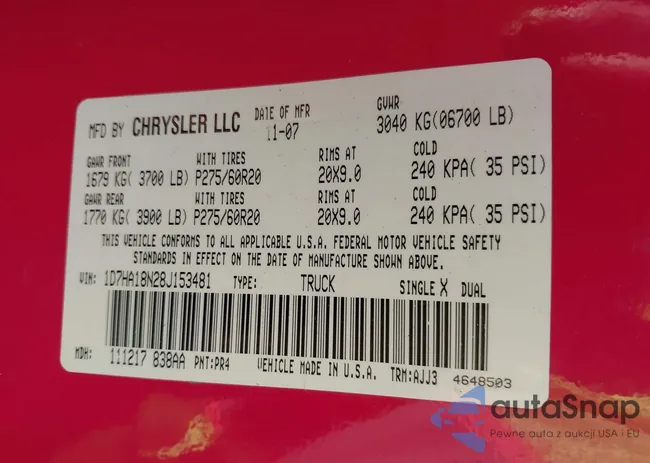 MFD BY CHRYSLER LLC DATE OF MFR 11-07 GVWR 3040 KG(06700 LB)
GAWR FRONT WITH TIRES RIMS AT COLD
1679 KG( 3700 LB) P275/60R20 20X9.0 240 KPA( 35 PSI)
GAWR REAR WITH TIRES RIMS AT COLD
1770 KG( 3900 LB) P275/60R20 20X9.0 240 KPA( 35 PSI)
THIS VEHICLE CONFORMS TO ALL APPLICABLE U.S.A. FEDERAL MOTOR VEHICLE SAFETY
STANDARDS IN EFFECT ON THE DATE OF MANUFACTURE SHOWN ABOVE.
VIN: 1D7HA18N28J153481 TYPE: TRUCK SINGLE X DUAL
MDH: 111217 838AA PNT:PR4 VEHICLE MADE IN U.S.A. TRM:AJJ3 4648503
autaSnap
Pewne auta z aukcji USA i EU